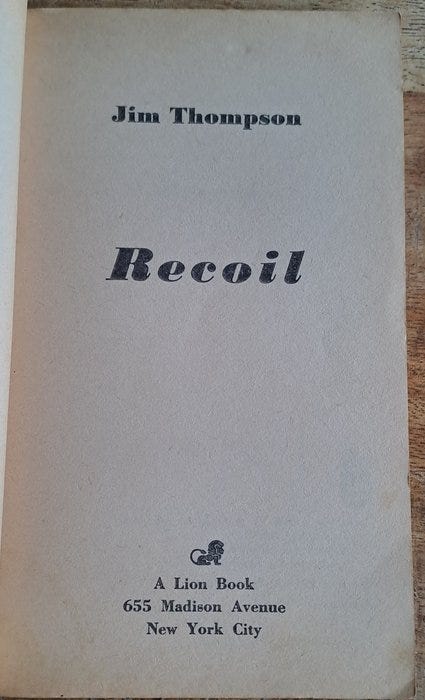 Jim Thompson
Recoil
A Lion Book
655 Madison Avenue
New York City